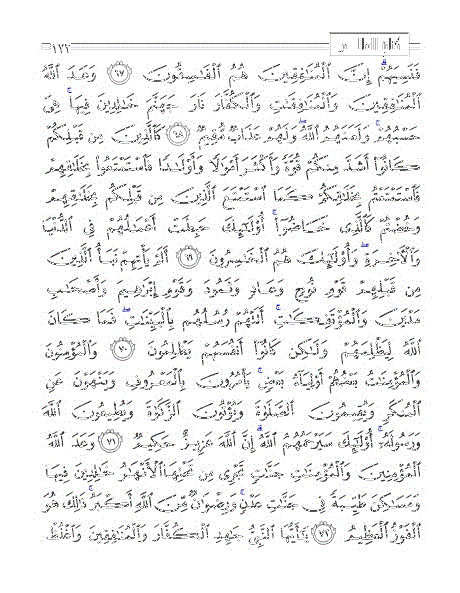 ١٢٢
فَنَسِيَهُمْ ۗ إِنَّ الْمُنَافِقِينَ هُمُ الْفَاسِقُونَ ﴿٦٧﴾ وَعَدَ اللَّهُ
الْمُنَافِقِينَ وَالْمُنَافِقَاتِ وَالْكُفَّارَ نَارَ جَهَنَّمَ خَالِدِينَ فِيهَا ۚ هِيَ
حَسْبُهُمْ ۚ وَلَعَنَهُمُ اللَّهُ ۖ وَلَهُمْ عَذَابٌ مُّقِيمٌ ﴿٦٨﴾ كَالَّذِينَ مِن قَبْلِكُمْ
كَانُوا أَشَدَّ مِنكُمْ قُوَّةً وَأَكْثَرَ أَمْوَالًا وَأَوْلَادًا فَاسْتَمْتَعُوا بِخَلَاقِهِمْ
فَاسْتَمْتَعْتُم بِخَلَاقِكُمْ كَمَا اسْتَمْتَعَ الَّذِينَ مِن قَبْلِكُم بِخَلَاقِهِمْ
وَخُضْتُمْ كَالَّذِي خَاضُوا ۚ أُولَٰئِكَ حَبِطَتْ أَعْمَالُهُمْ فِي الدُّنْيَا
وَالْآخِرَةِ ۖ وَأُولَٰئِكَ هُمُ الْخَاسِرُونَ ﴿٦٩﴾ أَلَمْ يَأْتِهِمْ نَبَأُ الَّذِينَ
مِن قَبْلِهِمْ قَوْمِ نُوحٍ وَعَادٍ وَثَمُودَ وَقَوْمِ إِبْرَاهِيمَ وَأَصْحَابِ
مَدْيَنَ وَالْمُؤْتَفِكَاتِ ۚ أَتَتْهُمْ رُسُلُهُم بِالْبَيِّنَاتِ ۖ فَمَا كَانَ
اللَّهُ لِيَظْلِمَهُمْ وَلَٰكِن كَانُوا أَنفُسَهُمْ يَظْلِمُونَ ﴿٧٠﴾ وَالْمُؤْمِنُونَ
وَالْمُؤْمِنَاتُ بَعْضُهُمْ أَوْلِيَاءُ بَعْضٍ ۚ يَأْمُرُونَ بِالْمَعْرُوفِ وَيَنْهَوْنَ عَنِ
الْمُنكَرِ وَيُقِيمُونَ الصَّلَاةَ وَيُؤْتُونَ الزَّكَاةَ وَيُطِيعُونَ اللَّهَ
وَرَسُولَهُ ۚ أُولَٰئِكَ سَيَرْحَمُهُمُ اللَّهُ ۗ إِنَّ اللَّهَ عَزِيزٌ حَكِيمٌ ﴿٧١﴾ وَعَدَ اللَّهُ
الْمُؤْمِنِينَ وَالْمُؤْمِنَاتِ جَنَّاتٍ تَجْرِي مِن تَحْتِهَا الْأَنْهَارُ خَالِدِينَ فِيهَا
وَمَسَاكِنَ طَيِّبَةً فِي جَنَّاتِ عَدْنٍ ۚ وَرِضْوَانٌ مِّنَ اللَّهِ أَكْبَرُ ۚ ذَٰلِكَ هُوَ
الْفَوْزُ الْعَظِيمُ ﴿٧٢﴾ يَا أَيُّهَا النَّبِيُّ جَاهِدِ الْكُفَّارَ وَالْمُنَافِقِينَ وَاغْلُظْ